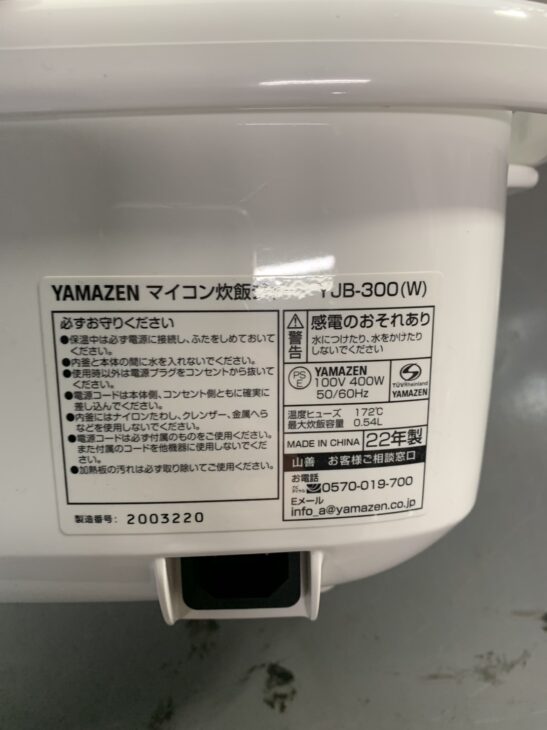 YAMAZEN マイコン炊飯 YJB-300(W)
必ずお守りください
●保温中は必ず電源に接続し、ふたをしめておいて
ください。
●内釜と本体の間に水を入れないでください。
●使用時以外は電源プラグをコンセントから抜いて
ください。
●電源コードは本体側、コンセント側ともに確実に
差し込んでください。
●内釜にはナイロンたわし、クレンザー、金属へら
などを使用しないでください。
●電源コードは必ず付属のものをご使用ください。
また付属のコードを他機器に使用しないでくだ
さい。
●加熱板の汚れは必ず取り除いてご使用ください。
製造番号: 2003220
警告
感電のおそれあり
水につけたり、水をかけたり
しないでください
PS
E
YAMAZEN
100V 400W
50/60Hz
TÜVRheinland
YAMAZEN
温度ヒューズ 172℃
最大炊飯容量 0.54L
MADE IN CHINA 22年製
山善 お客様ご相談窓口
お電話
0570-019-700
Eメール
info_a@yamazen.co.jp